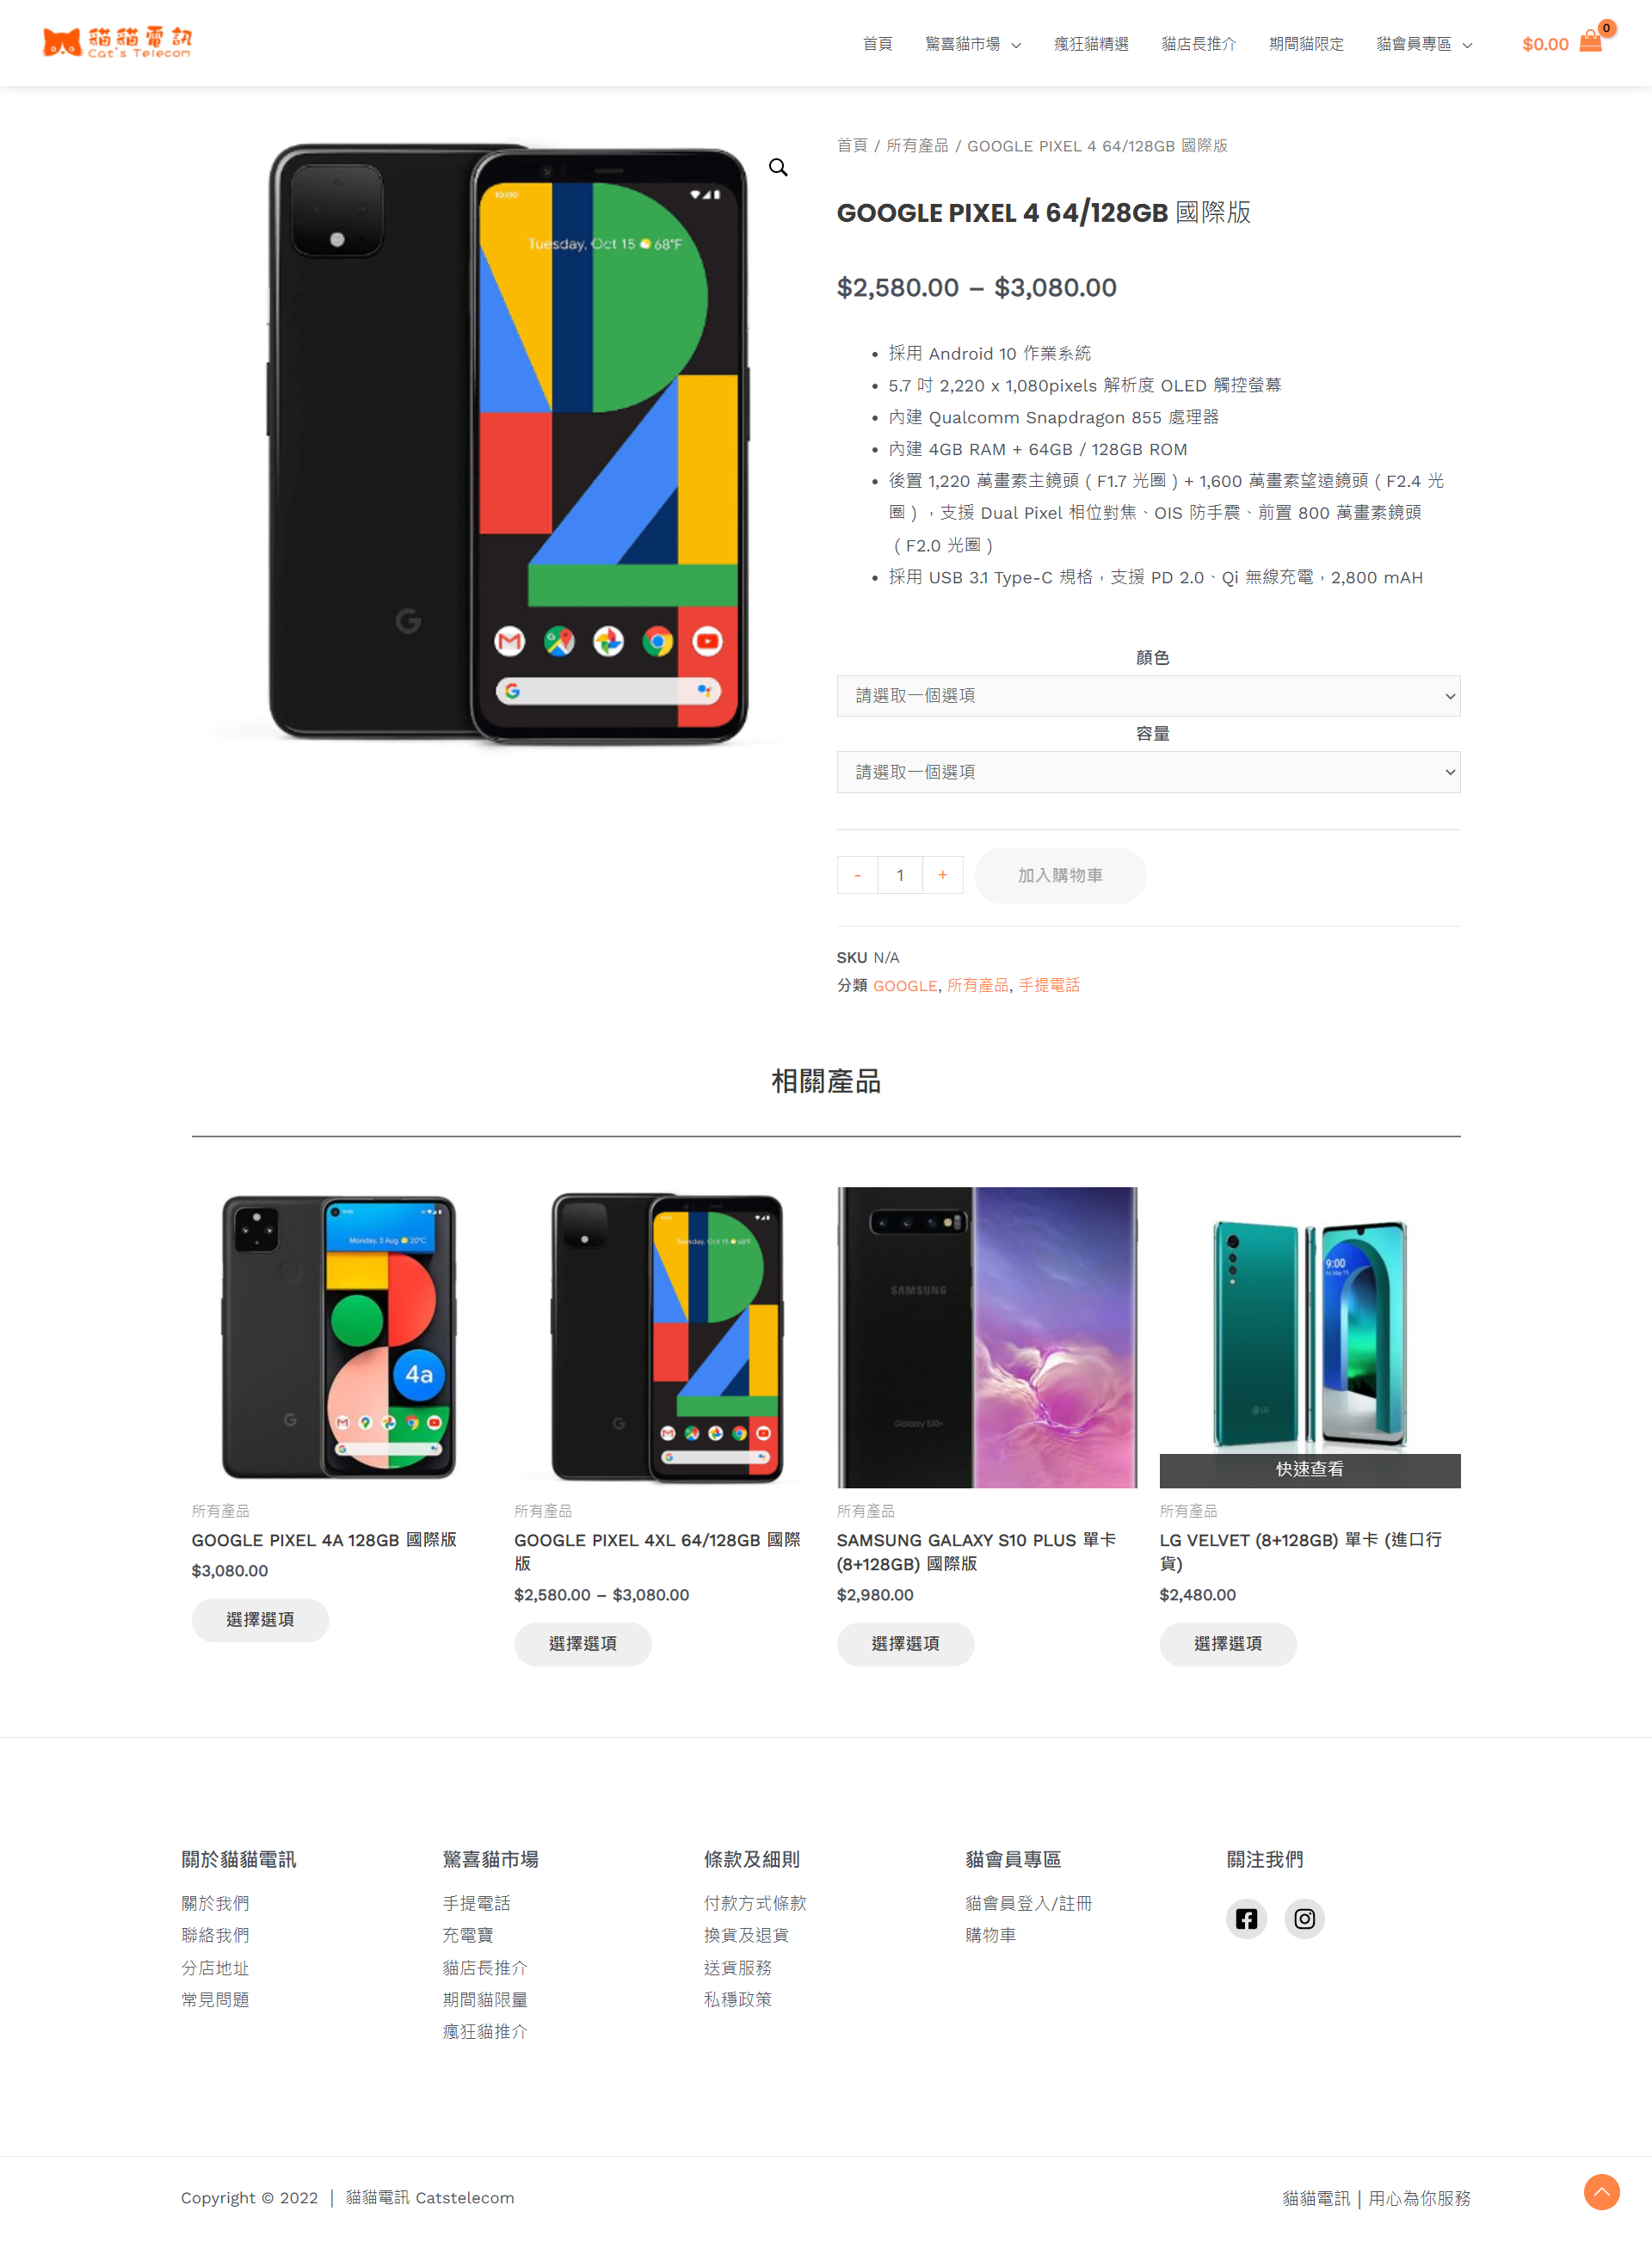 貓貓電訊
Cat's Telecom
首頁
驚喜貓市場
瘋狂貓精選
貓店長推介
期間貓限定
貓會員專區
$0.00
0
首頁 / 所有產品 / GOOGLE PIXEL 4 64/128GB 國際版
GOOGLE PIXEL 4 64/128GB 國際版
$2,580.00 – $3,080.00
10:00
Tuesday, Oct 15 68°F
採用 Android 10 作業系統
5.7 吋 2,220 x 1,080pixels 解析度 OLED 觸控螢幕
內建 Qualcomm Snapdragon 855 處理器
內建 4GB RAM + 64GB / 128GB ROM
後置 1,220 萬畫素主鏡頭 ( F1.7 光圈 ) + 1,600 萬畫素望遠鏡頭 ( F2.4 光
圈 ) ，支援 Dual Pixel 相位對焦、OIS 防手震、前置 800 萬畫素鏡頭
( F2.0 光圈 )
採用 USB 3.1 Type-C 規格，支援 PD 2.0、Qi 無線充電，2,800 mAH
顏色
請選取一個選項
容量
請選取一個選項
- 1 +
加入購物車
SKU N/A
分類 GOOGLE, 所有產品, 手提電話
相關產品
Monday, 3 Aug 20°C
4a
Tuesday, Oct 15 68°F
SAMSUNG
Galaxy S10+
9:00
LG
快速查看
所有產品
GOOGLE PIXEL 4A 128GB 國際版
$3,080.00
選擇選項
所有產品
GOOGLE PIXEL 4XL 64/128GB 國際
版
$2,580.00 – $3,080.00
選擇選項
所有產品
SAMSUNG GALAXY S10 PLUS 單卡
(8+128GB) 國際版
$2,980.00
選擇選項
所有產品
LG VELVET (8+128GB) 單卡 (進口行
貨)
$2,480.00
選擇選項
關於貓貓電訊
關於我們
聯絡我們
分店地址
常見問題
驚喜貓市場
手提電話
充電寶
貓店長推介
期間貓限量
瘋狂貓推介
條款及細則
付款方式條款
換貨及退貨
送貨服務
私穩政策
貓會員專區
貓會員登入/註冊
購物車
關注我們
Copyright © 2022 ｜ 貓貓電訊 Catstelecom
貓貓電訊 | 用心為你服務